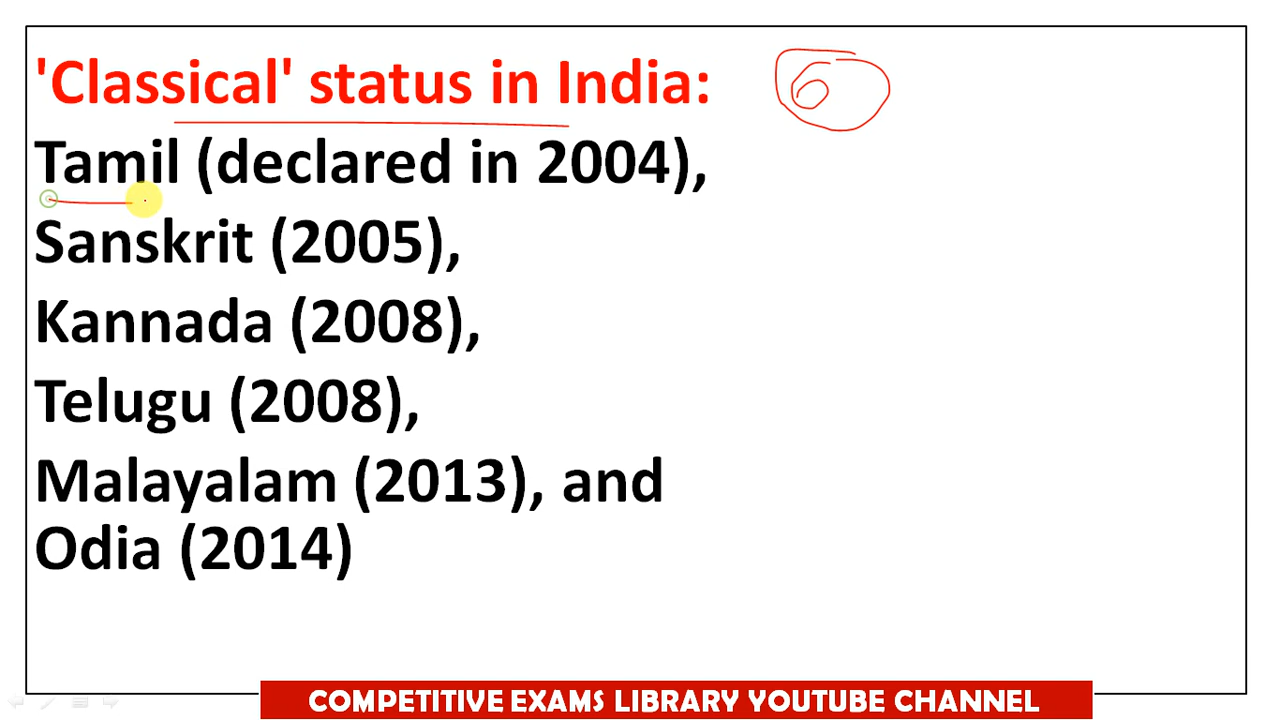 'Classical' status in India:
6
Tamil (declared in 2004),
Sanskrit (2005),
Kannada (2008),
Telugu (2008),
Malayalam (2013), and
Odia (2014)
COMPETITIVE EXAMS LIBRARY YOUTUBE CHANNEL